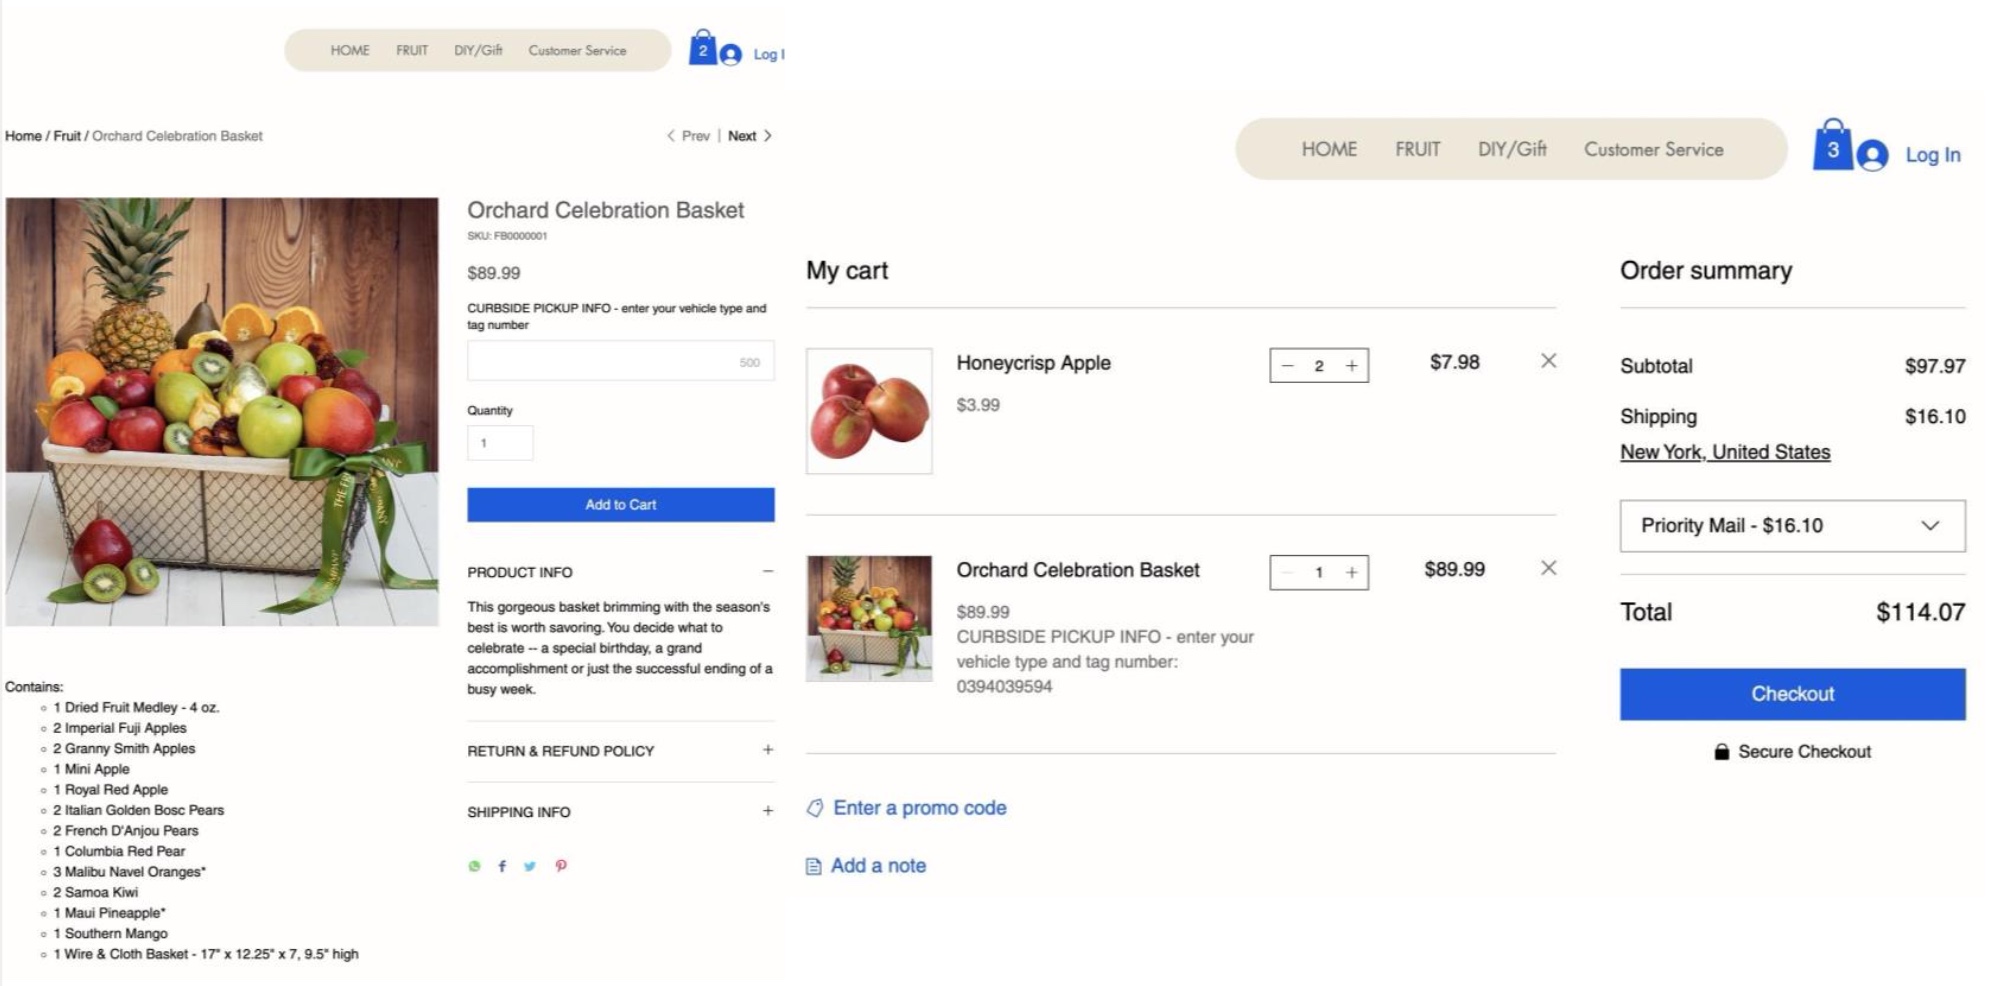 HOME FRUIT DIY/Gift Customer Service
2
Log I
Home / Fruit / Orchard Celebration Basket
Prev | Next
Orchard Celebration Basket
SKU: FB0000001
$89.99
CURBSIDE PICKUP INFO - enter your vehicle type and
tag number
500
Quantity
1
Add to Cart
PRODUCT INFO
This gorgeous basket brimming with the season's
best is worth savoring. You decide what to
celebrate -- a special birthday, a grand
accomplishment or just the successful ending of a
busy week.
RETURN & REFUND POLICY
SHIPPING INFO
Contains:
1 Dried Fruit Medley - 4 oz.
2 Imperial Fuji Apples
2 Granny Smith Apples
1 Mini Apple
1 Royal Red Apple
2 Italian Golden Bosc Pears
2 French D'Anjou Pears
1 Columbia Red Pear
3 Malibu Navel Oranges*
2 Samoa Kiwi
1 Maui Pineapple*
1 Southern Mango
1 Wire & Cloth Basket - 17" x 12.25" x 7, 9.5" high
HOME FRUIT DIY/Gift Customer Service
3
Log In
My cart
Honeycrisp Apple
2
$7.98
$3.99
Orchard Celebration Basket
1
$89.99
$89.99
CURBSIDE PICKUP INFO - enter your
vehicle type and tag number:
0394039594
Enter a promo code
Add a note
Order summary
Subtotal $97.97
Shipping $16.10
New York, United States
Priority Mail - $16.10
Total $114.07
Checkout
Secure Checkout